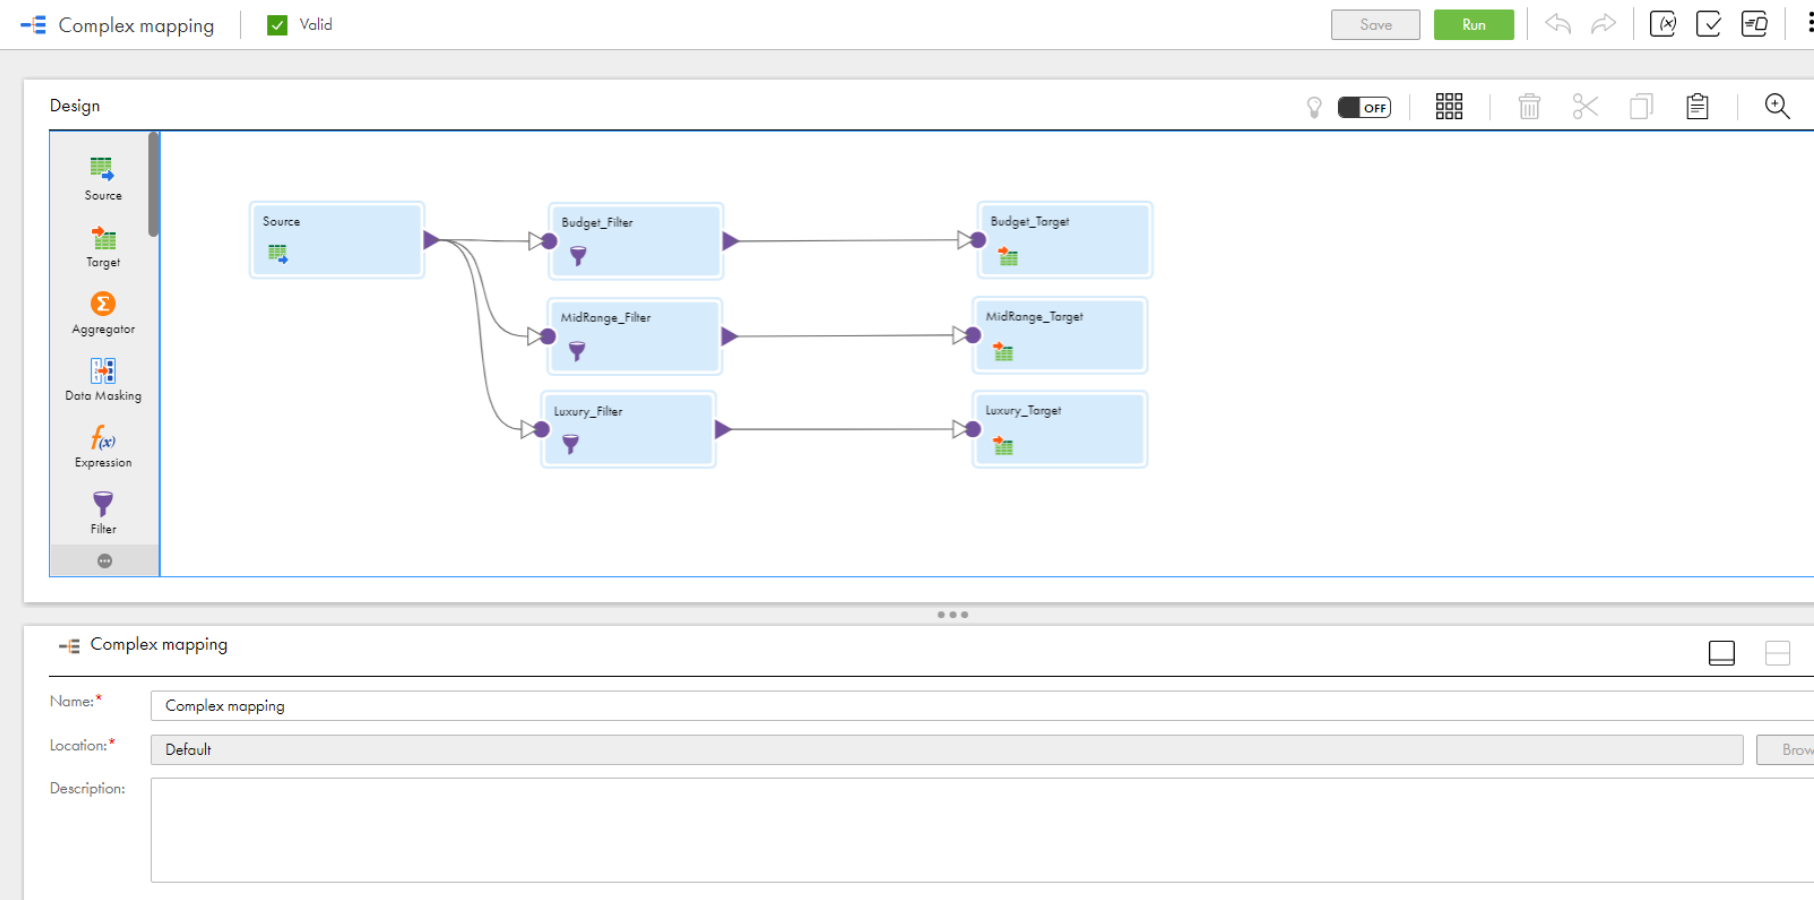 Complex mapping
Valid
Save
Run
(x)
Design
OFF
Source
Target
Aggregator
Data Masking
Expression
Filter
Source
Budget_Filter
Budget_Target
MidRange_Filter
MidRange_Target
Luxury_Filter
Luxury_Target
Complex mapping
Name:*
Complex mapping
Location:*
Default
Brow
Description: